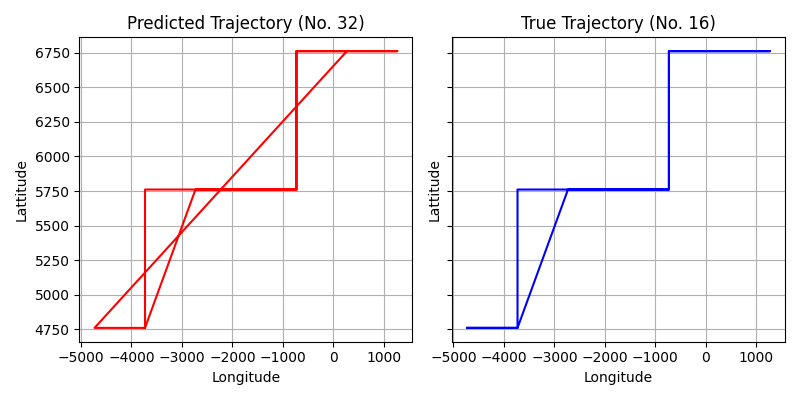 Predicted Trajectory (No. 32)
True Trajectory (No. 16)
Lattitude
6750
6500
6250
6000
5750
5500
5250
5000
4750
−5000 −4000 −3000 −2000 −1000 0 1000
Longitude
Lattitude
−5000 −4000 −3000 −2000 −1000 0 1000
Longitude